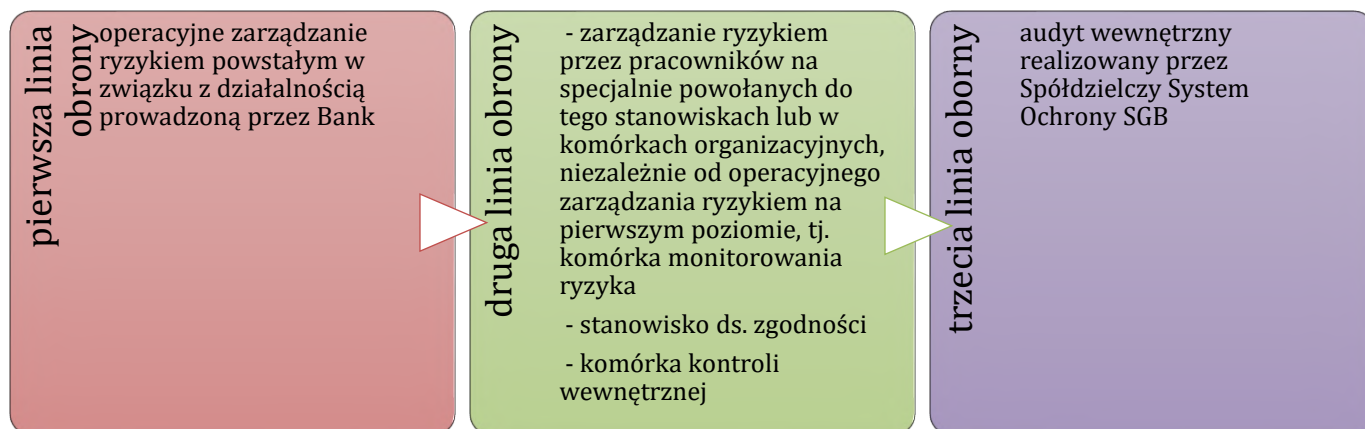 pierwsza linia
obrony
operacyjne zarządzanie
ryzykiem powstałym w
związku z działalnością
prowadzoną przez Bank
druga linia obrony
- zarządzanie ryzykiem
przez pracowników na
specjalnie powołanych do
tego stanowiskach lub w
komórkach organizacyjnych,
niezależnie od operacyjnego
zarządzania ryzykiem na
pierwszym poziomie, tj.
komórka monitorowania
ryzyka
- stanowisko ds. zgodności
- komórka kontroli
wewnętrznej
trzecia linia oborny
audyt wewnętrzny
realizowany przez
Spółdzielczy System
Ochrony SGB